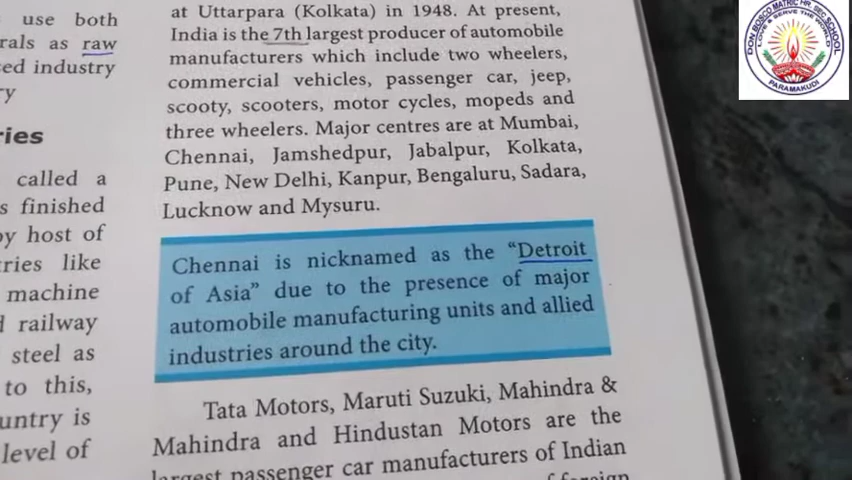 use both
rals as raw
ed industry
ry
ries
called a
s finished
by host of
ries like
machine
railway
steel as
to this,
untry is
level of
at Uttarpara (Kolkata) in 1948. At present,
India is the 7th largest producer of automobile
manufacturers which include two wheelers,
commercial vehicles, passenger car, jeep,
scooty, scooters, motor cycles, mopeds and
three wheelers. Major centres are at Mumbai,
Chennai, Jamshedpur, Jabalpur, Kolkata,
Pune, New Delhi, Kanpur, Bengaluru, Sadara,
Lucknow and Mysuru.
Chennai is nicknamed as the “Detroit
of Asia” due to the presence of major
automobile manufacturing units and allied
industries around the city.
Tata Motors, Maruti Suzuki, Mahindra &
Mahindra and Hindustan Motors are the
largest passenger car manufacturers of Indian
of foreign
DON BOSCO MATRIC HR. SEC. SCHOOL
LOVE & SERVE THE WORLD
PARAMAKUDI